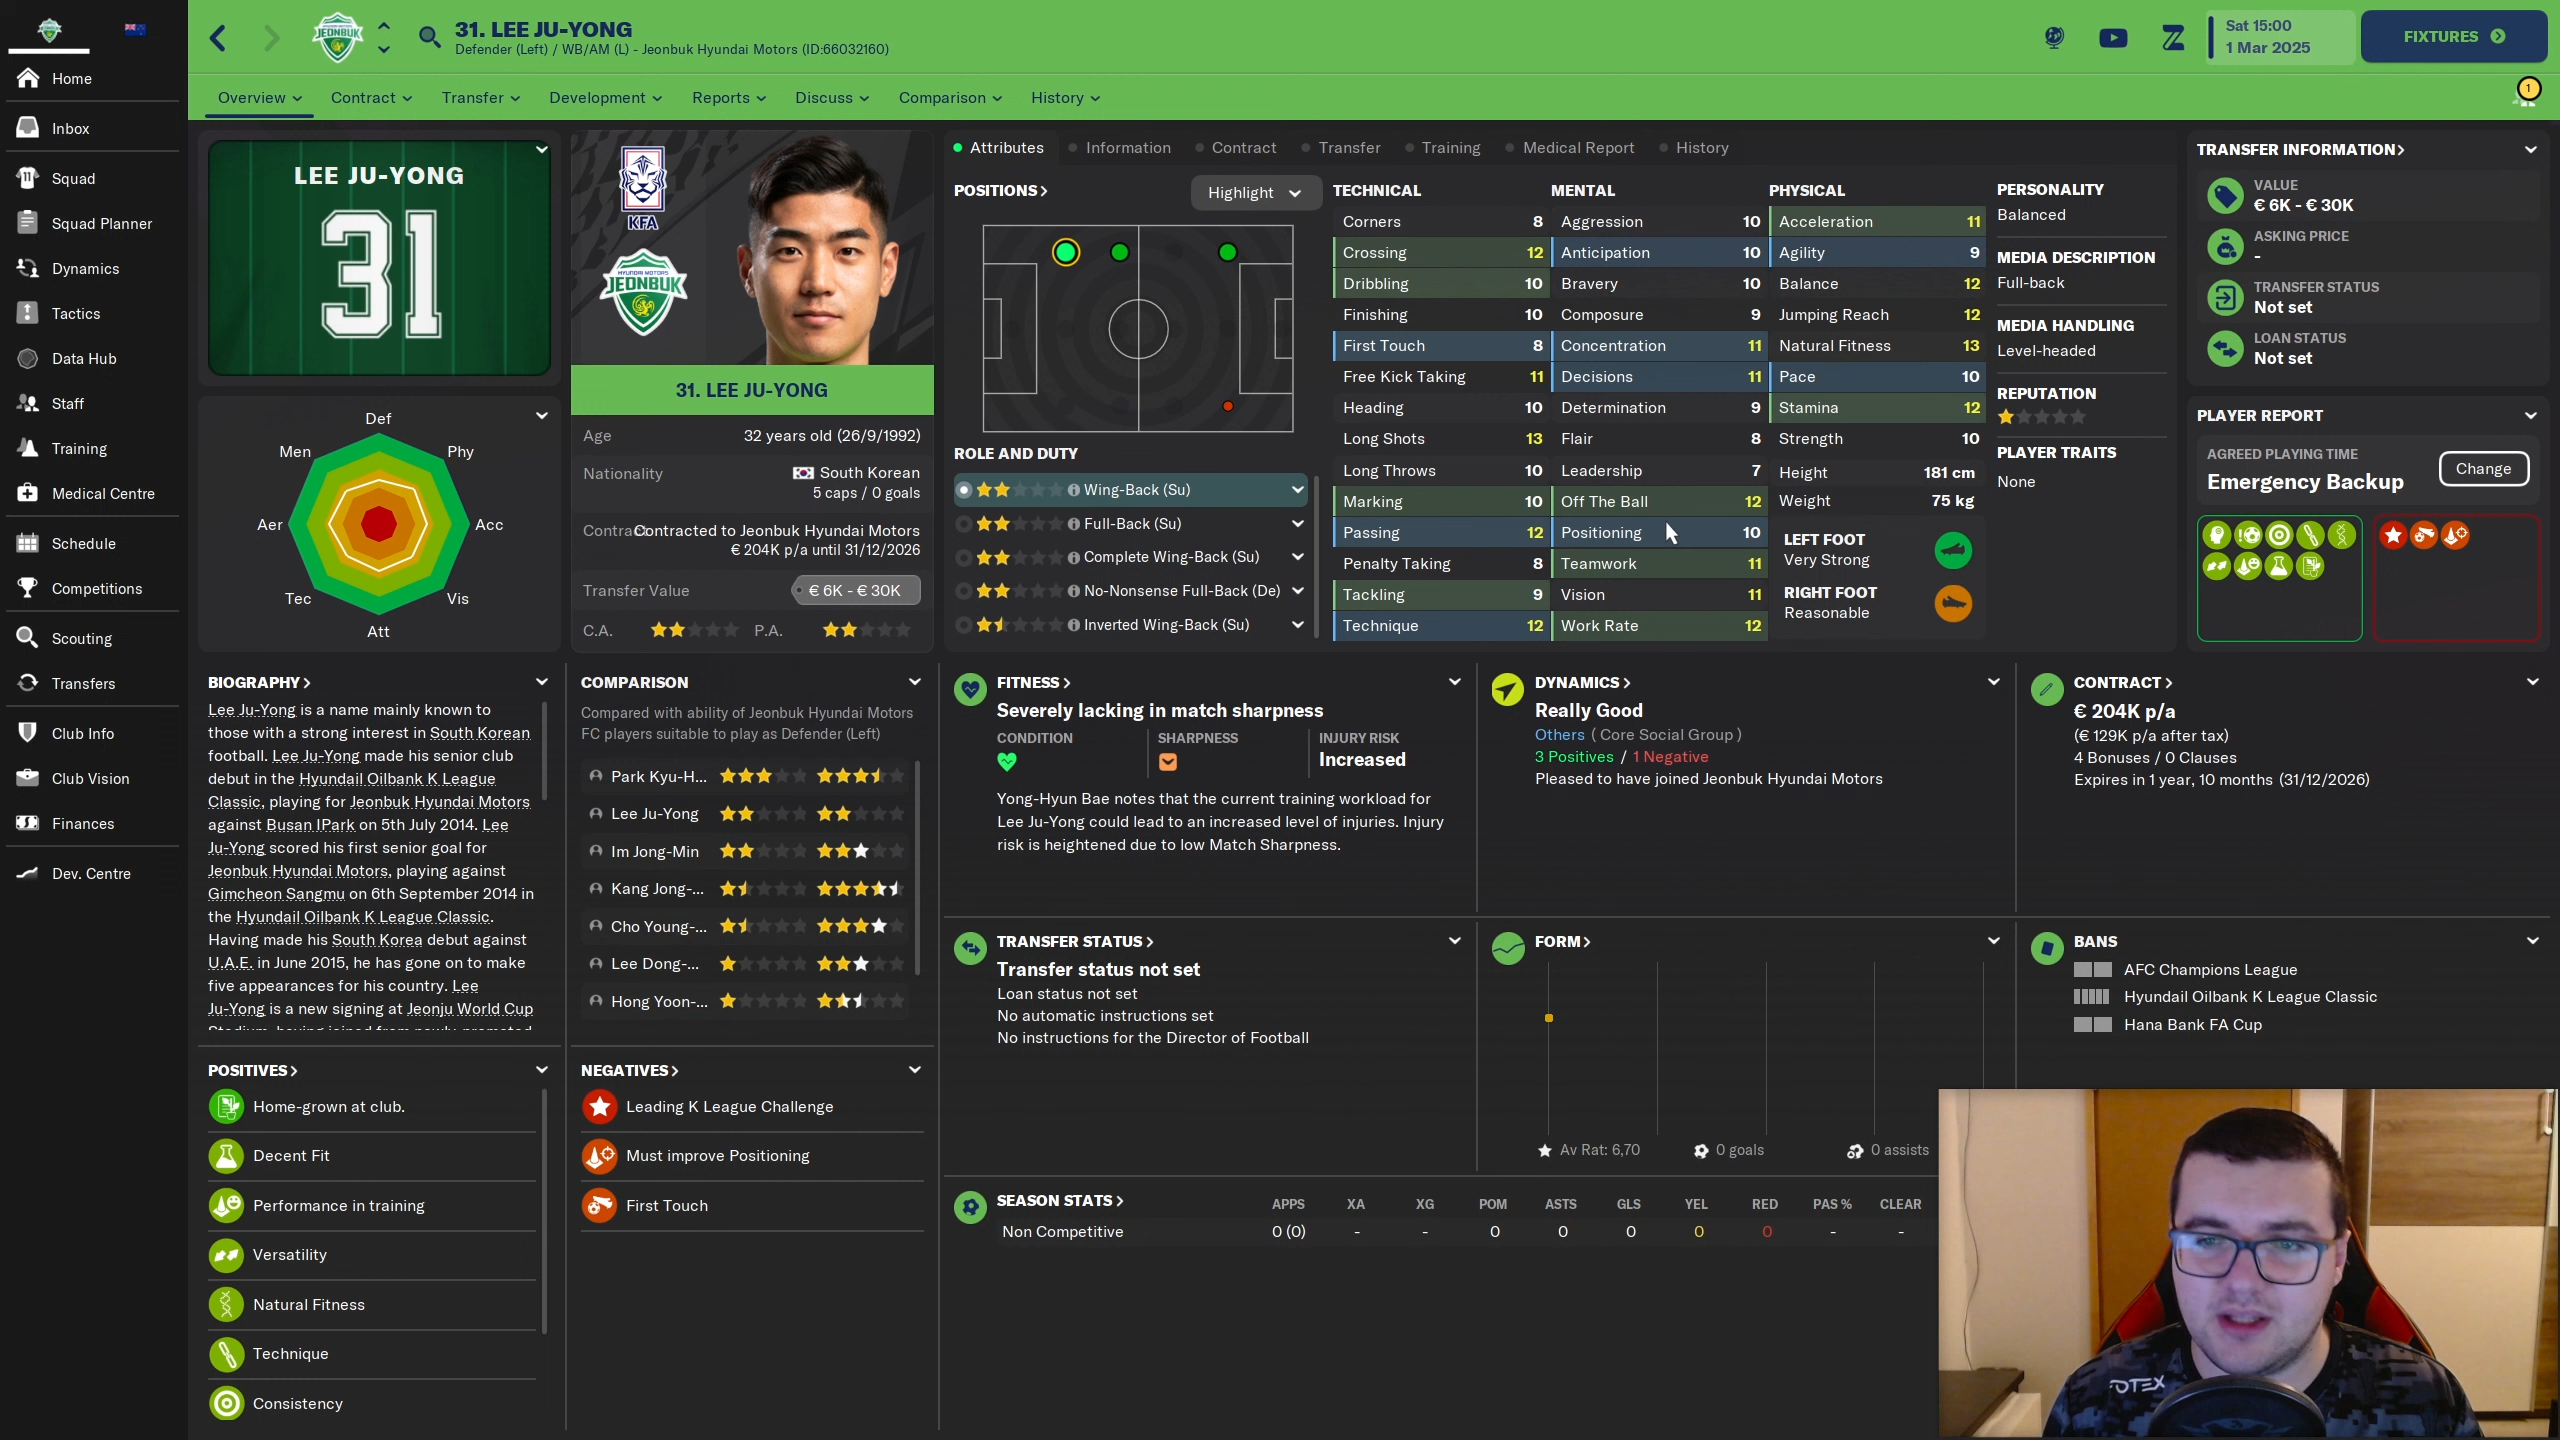 31. LEE JU-YONG
Defender (Left) / WB/AM (L) - Jeonbuk Hyundai Motors (ID:66032160)
Sat 15:00
1 Mar 2025
FIXTURES
Overview
Contract
Transfer
Development
Reports
Discuss
Comparison
History
1
Home
Inbox
Squad
Squad Planner
Dynamics
Tactics
Data Hub
Staff
Training
Medical Centre
Schedule
Competitions
Scouting
Transfers
Club Info
Club Vision
Finances
Dev. Centre
LEE JU-YONG
31
Def
Men
Phy
Aer
Acc
Tec
Vis
Att
KFA
HYUNDAI MOTORS
JEONBUK
31. LEE JU-YONG
Age 32 years old (26/9/1992)
Nationality South Korean
5 caps / 0 goals
Contracted to Jeonbuk Hyundai Motors
€ 204K p/a until 31/12/2026
Transfer Value € 6K - € 30K
C.A. P.A.
Attributes
Information
Contract
Transfer
Training
Medical Report
History
POSITIONS
Highlight
ROLE AND DUTY
Wing-Back (Su)
Full-Back (Su)
Complete Wing-Back (Su)
No-Nonsense Full-Back (De)
Inverted Wing-Back (Su)
TECHNICAL
Corners 8
Crossing 12
Dribbling 10
Finishing 10
First Touch 8
Free Kick Taking 11
Heading 10
Long Shots 13
Long Throws 10
Marking 10
Passing 12
Penalty Taking 8
Tackling 9
Technique 12
MENTAL
Aggression 10
Anticipation 10
Bravery 10
Composure 9
Concentration 11
Decisions 11
Determination 9
Flair 8
Leadership 7
Off The Ball 12
Positioning 10
Teamwork 11
Vision 11
Work Rate 12
PHYSICAL
Acceleration 11
Agility 9
Balance 12
Jumping Reach 12
Natural Fitness 13
Pace 10
Stamina 12
Strength 10
Height 181 cm
Weight 75 kg
LEFT FOOT
Very Strong
RIGHT FOOT
Reasonable
PERSONALITY
Balanced
MEDIA DESCRIPTION
Full-back
MEDIA HANDLING
Level-headed
REPUTATION
PLAYER TRAITS
None
TRANSFER INFORMATION
VALUE
€ 6K - € 30K
ASKING PRICE
-
TRANSFER STATUS
Not set
LOAN STATUS
Not set
PLAYER REPORT
AGREED PLAYING TIME
Emergency Backup
Change
BIOGRAPHY
Lee Ju-Yong is a name mainly known to
those with a strong interest in South Korean
football. Lee Ju-Yong made his senior club
debut in the Hyundail Oilbank K League
Classic, playing for Jeonbuk Hyundai Motors
against Busan IPark on 5th July 2014. Lee
Ju-Yong scored his first senior goal for
Jeonbuk Hyundai Motors, playing against
Gimcheon Sangmu on 6th September 2014 in
the Hyundail Oilbank K League Classic.
Having made his South Korea debut against
U.A.E. in June 2015, he has gone on to make
five appearances for his country. Lee
Ju-Yong is a new signing at Jeonju World Cup
Stadium, having joined from newly-promoted
COMPARISON
Compared with ability of Jeonbuk Hyundai Motors
FC players suitable to play as Defender (Left)
Park Kyu-H...
Lee Ju-Yong
Im Jong-Min
Kang Jong-...
Cho Young-...
Lee Dong-...
Hong Yoon-...
POSITIVES
Home-grown at club.
Decent Fit
Performance in training
Versatility
Natural Fitness
Technique
Consistency
NEGATIVES
Leading K League Challenge
Must improve Positioning
First Touch
FITNESS
Severely lacking in match sharpness
CONDITION
SHARPNESS
INJURY RISK
Increased
Yong-Hyun Bae notes that the current training workload for
Lee Ju-Yong could lead to an increased level of injuries. Injury
risk is heightened due to low Match Sharpness.
DYNAMICS
Really Good
Others ( Core Social Group )
3 Positives / 1 Negative
Pleased to have joined Jeonbuk Hyundai Motors
CONTRACT
€ 204K p/a
(€ 129K p/a after tax)
4 Bonuses / 0 Clauses
Expires in 1 year, 10 months (31/12/2026)
TRANSFER STATUS
Transfer status not set
Loan status not set
No automatic instructions set
No instructions for the Director of Football
FORM
Av Rat: 6,70
0 goals
0 assists
BANS
AFC Champions League
Hyundail Oilbank K League Classic
Hana Bank FA Cup
SEASON STATS APPS XA XG POM ASTS GLS YEL RED PAS % CLEAR
Non Competitive 0 (0) - - 0 0 0 0 0 - -